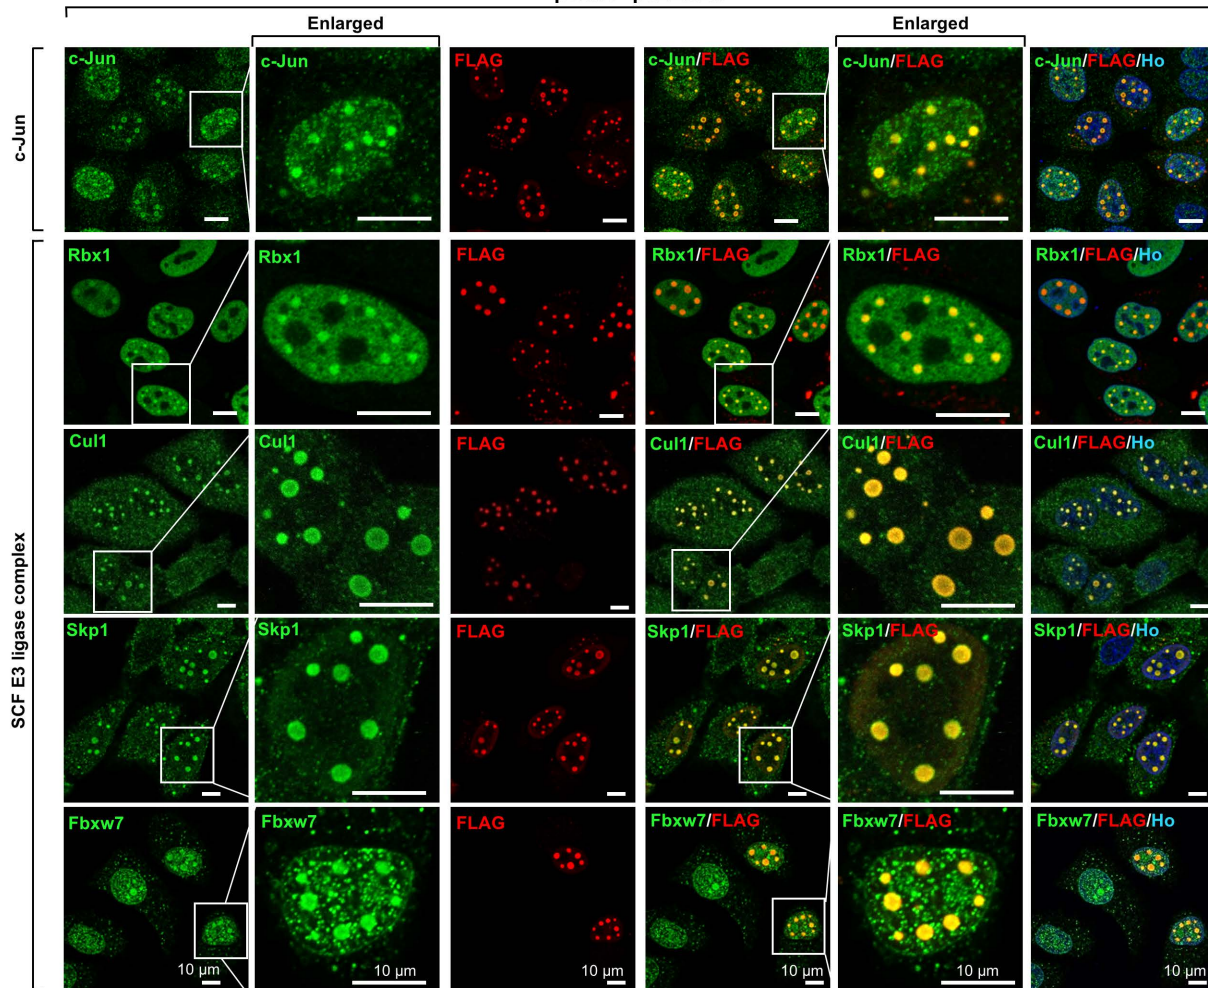 Enlarged
Enlarged
c-Jun
c-Jun
c-Jun
FLAG
c-Jun/FLAG
c-Jun/FLAG
c-Jun/FLAG/Ho
SCF E3 ligase complex
Rbx1
Rbx1
FLAG
Rbx1/FLAG
Rbx1/FLAG
Rbx1/FLAG/Ho
Cul1
Cul1
FLAG
Cul1/FLAG
Cul1/FLAG
Cul1/FLAG/Ho
Skp1
Skp1
FLAG
Skp1/FLAG
Skp1/FLAG
Skp1/FLAG/Ho
Fbxw7
Fbxw7
FLAG
Fbxw7/FLAG
Fbxw7/FLAG
Fbxw7/FLAG/Ho
10 µm
10 µm
10 µm
10 µm
10 µm
10 µm